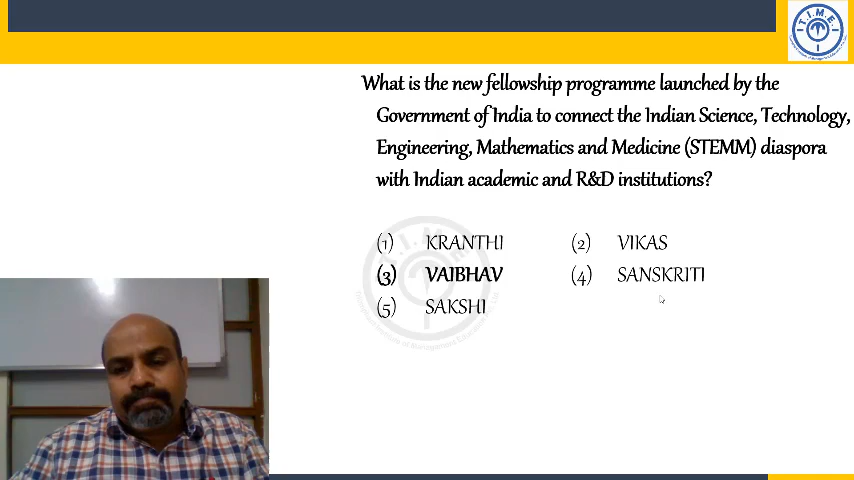 T.I.M.E.
What is the new fellowship programme launched by the
Government of India to connect the Indian Science, Technology,
Engineering, Mathematics and Medicine (STEMM) diaspora
with Indian academic and R&D institutions?
(1) KRANTHI (2) VIKAS
(3) VAIBHAV (4) SANSKRITI
(5) SAKSHI